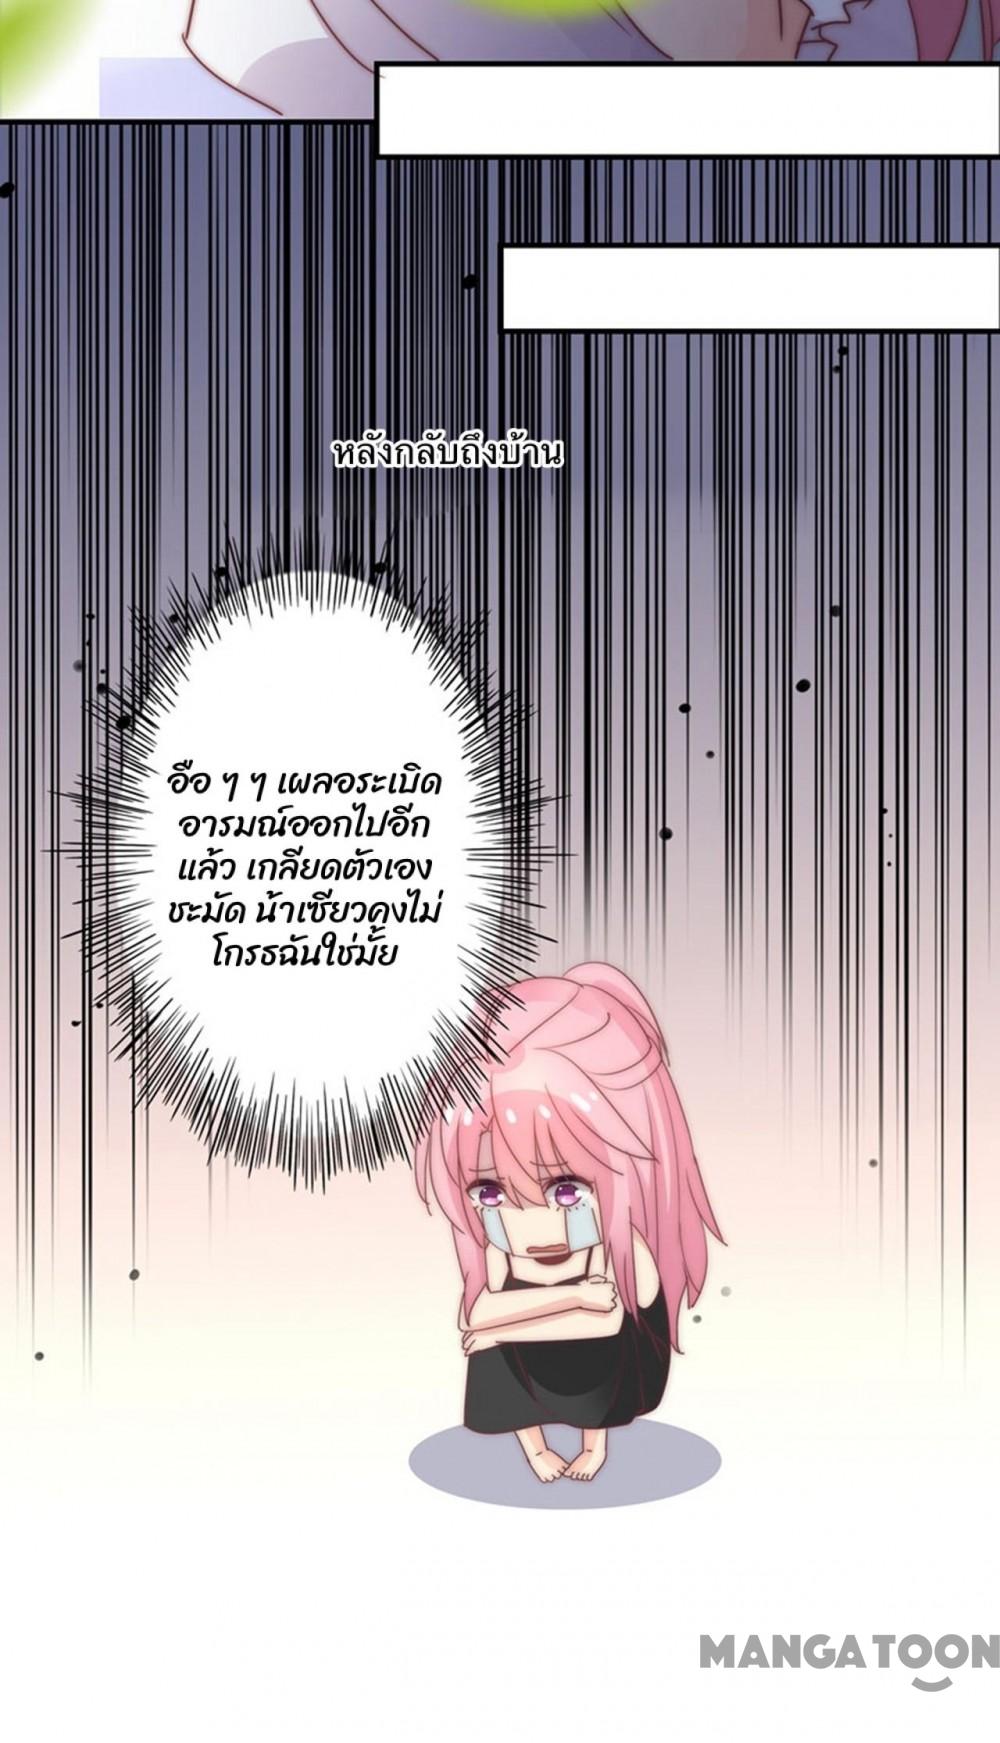 หลังกลับถึงบ้าน
อือ ๆ ๆ เผลอระเบิด
อารมณ์ออกไปอีก
แล้ว เกลียดตัวเอง
ชะมัด น้าเซียวคงไม่
โกรธฉันใช่มั้ย
MANGATOON